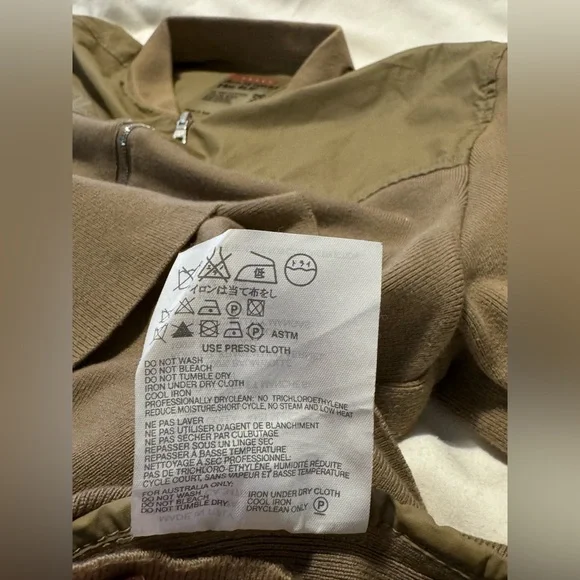 ドライ
低
イロンは当て布をし
P
P
ASTM
USE PRESS CLOTH
DO NOT WASH
DO NOT BLEACH
DO NOT TUMBLE DRY
IRON UNDER DRY CLOTH
COOL IRON
PROFESSIONALLY DRYCLEAN: NO TRICHLOROETHYLENE
REDUCE MOISTURE, SHORT CYCLE, NO STEAM AND LOW HEAT
NE PAS LAVER
NE PAS UTILISER D'AGENT DE BLANCHIMENT
NE PAS SÉCHER PAR CULBUTAGE
REPASSER SOUS UN LINGE SEC
REPASSER A BASSE TEMPÉRATURE
NETTOYAGE À SEC PROFESSIONNEL:
PAS DE TRICHLORO-ETHYLENE, HUMIDITÉ RÉDUITE
CYCLE COURT, SANS VAPEUR ET BASSE TEMPÉRATURE
FOR AUSTRALIA ONLY:
DO NOT WASH IRON UNDER DRY CLOTH
DO NOT BLEACH COOL IRON
DO NOT TUMBLE DRY DRYCLEAN ONLY P